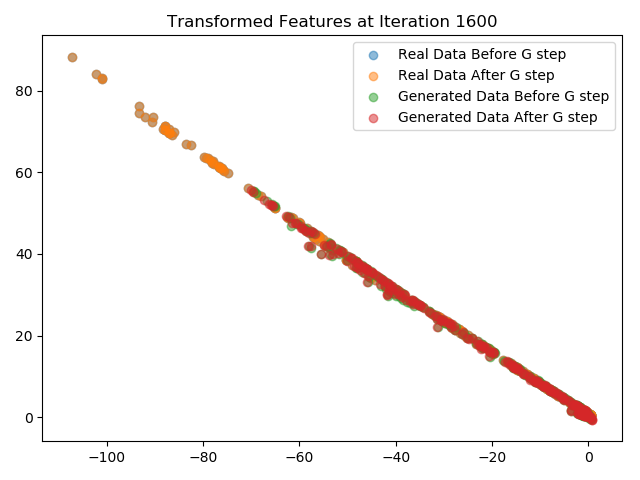 Transformed Features at Iteration 1600
Real Data Before G step
Real Data After G step
Generated Data Before G step
Generated Data After G step
80
60
40
20
0
−100 −80 −60 −40 −20 0